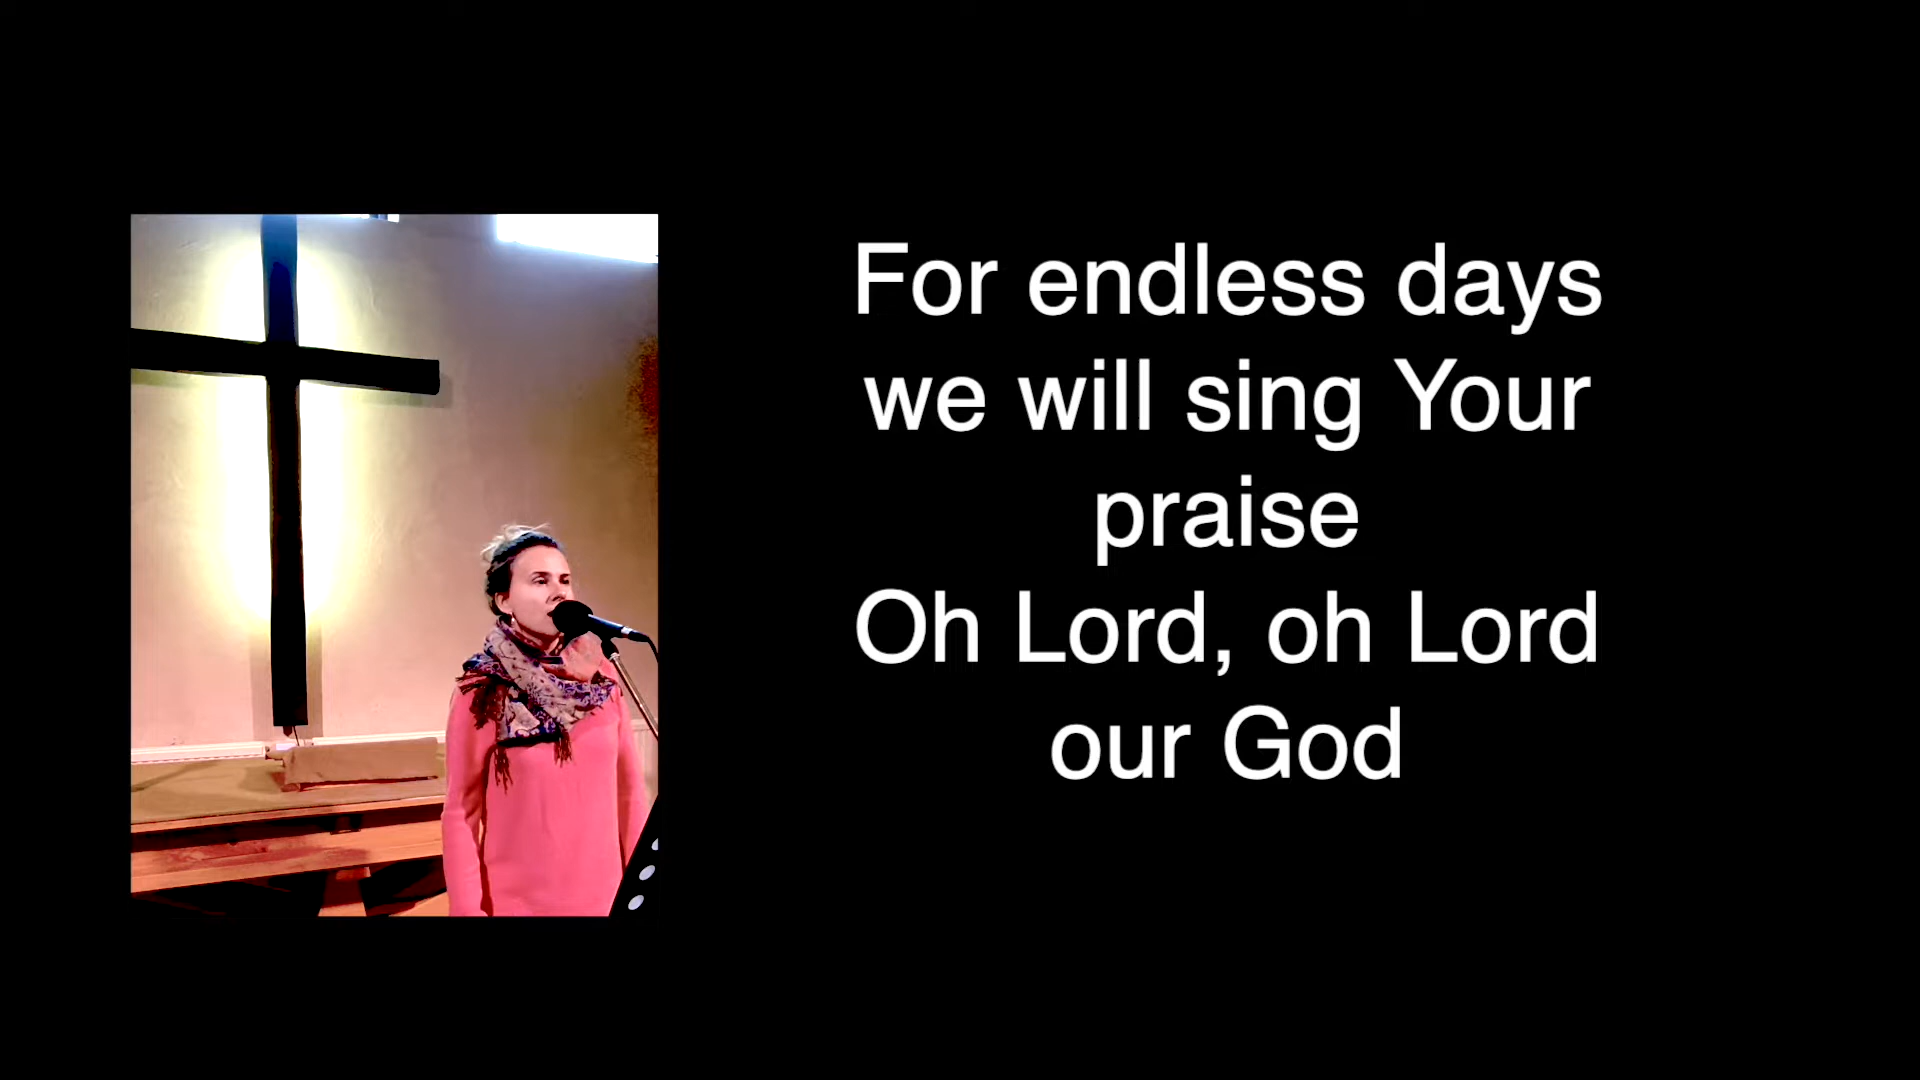 For endless days
we will sing Your
praise
Oh Lord, oh Lord
our God